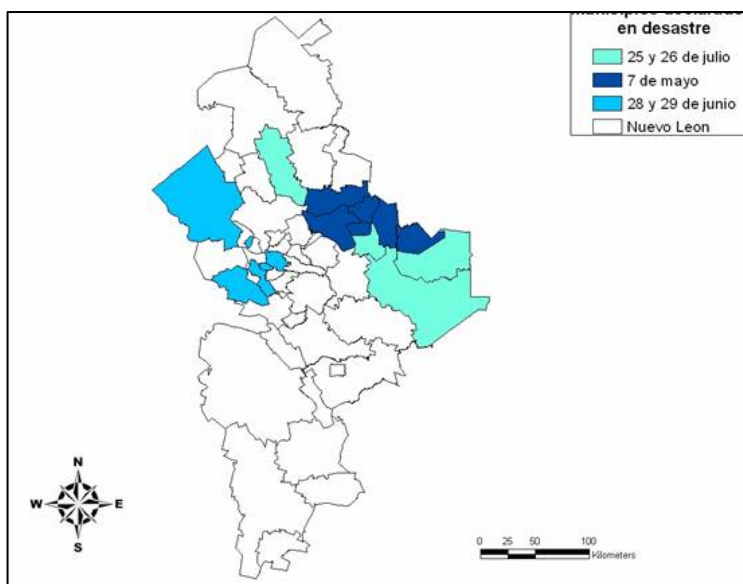 en desastre
25 y 26 de julio
7 de mayo
28 y 29 de junio
Nuevo Leon
N
W E
S
0 25 50 100
Kilometers